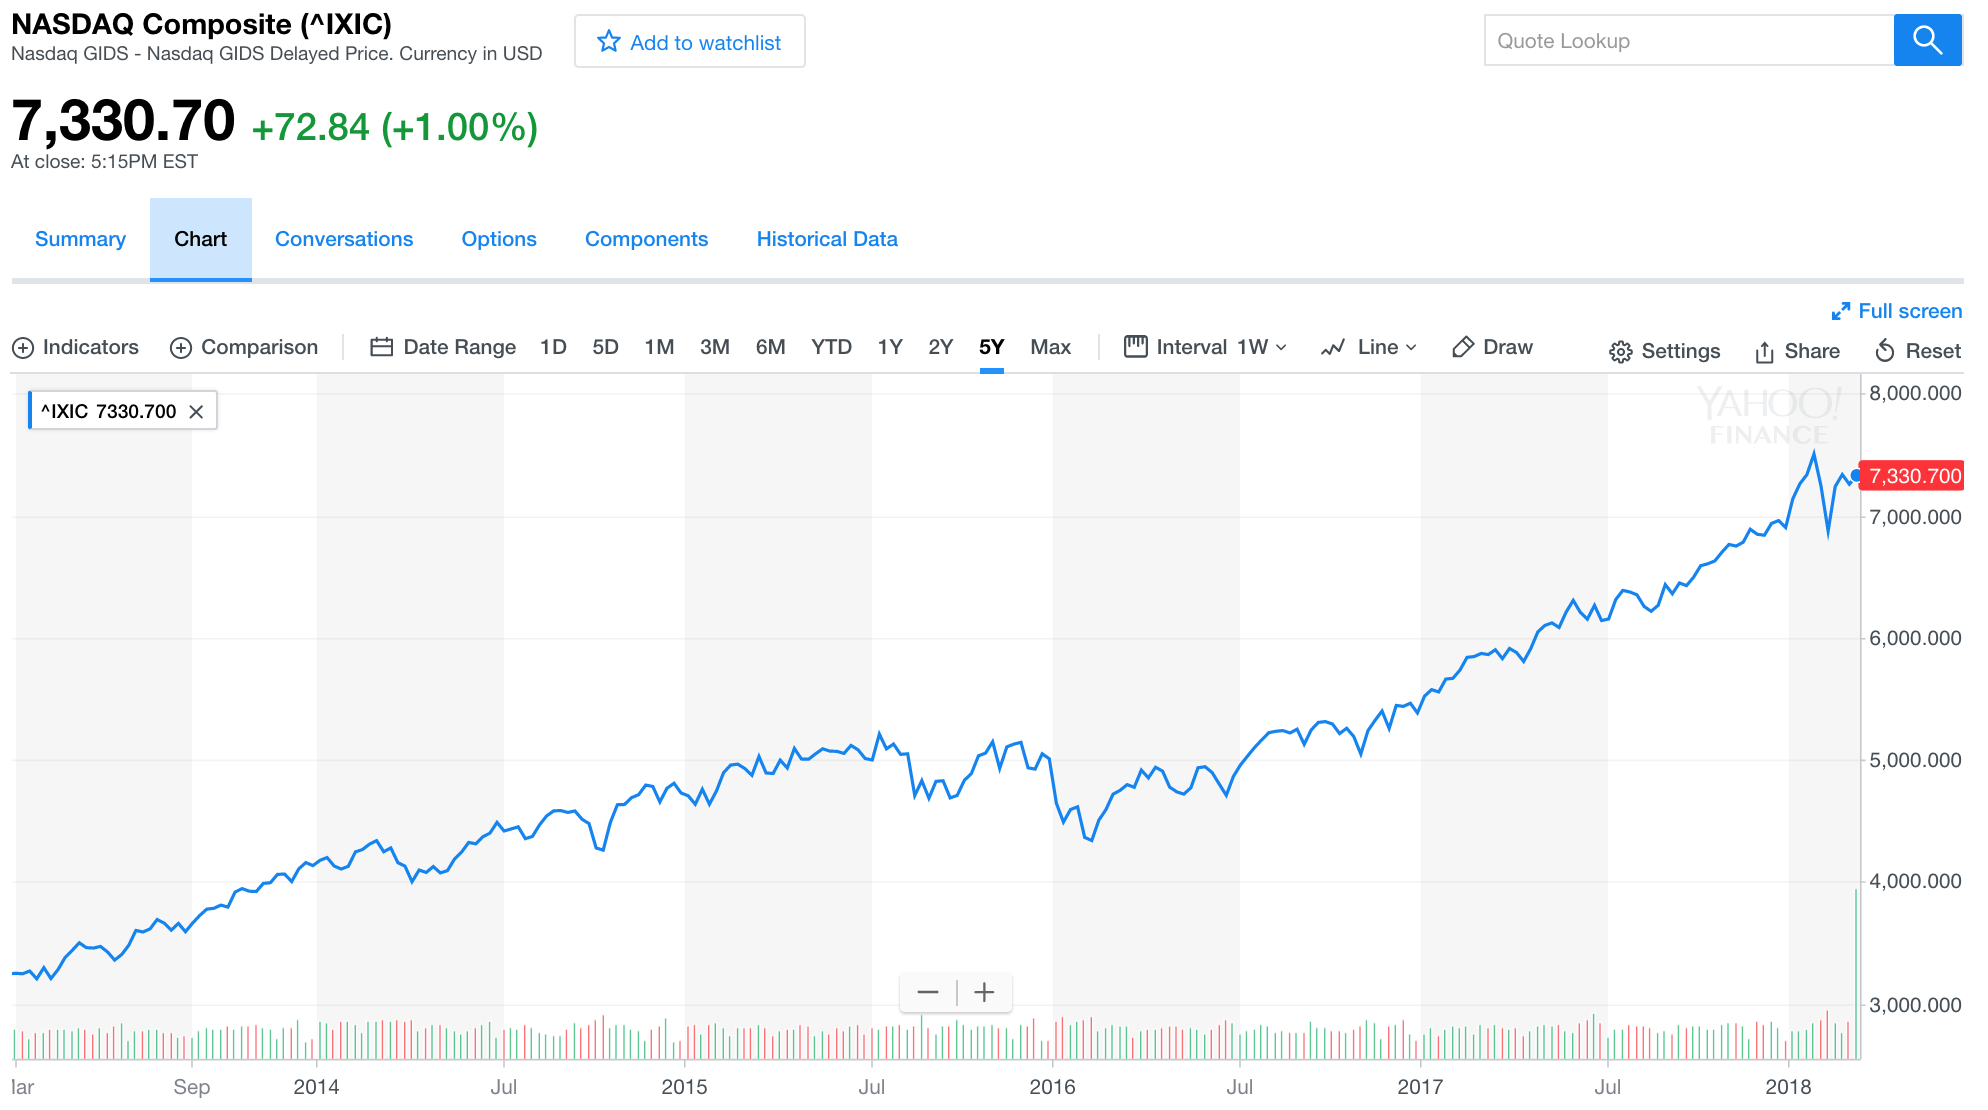 NASDAQ Composite (^IXIC)
Nasdaq GIDS - Nasdaq GIDS Delayed Price. Currency in USD
Add to watchlist
Quote Lookup
7,330.70 +72.84 (+1.00%)
At close: 5:15PM EST
Summary Chart Conversations Options Components Historical Data
Full screen
Indicators Comparison Date Range 1D 5D 1M 3M 6M YTD 1Y 2Y 5Y Max Interval 1W Line Draw Settings Share Reset
^IXIC 7330.700
YAHOO!
FINANCE
8,000.000
7,330.700
7,000.000
6,000.000
5,000.000
4,000.000
3,000.000
Sep 2014 Jul 2015 Jul 2016 Jul 2017 Jul 2018